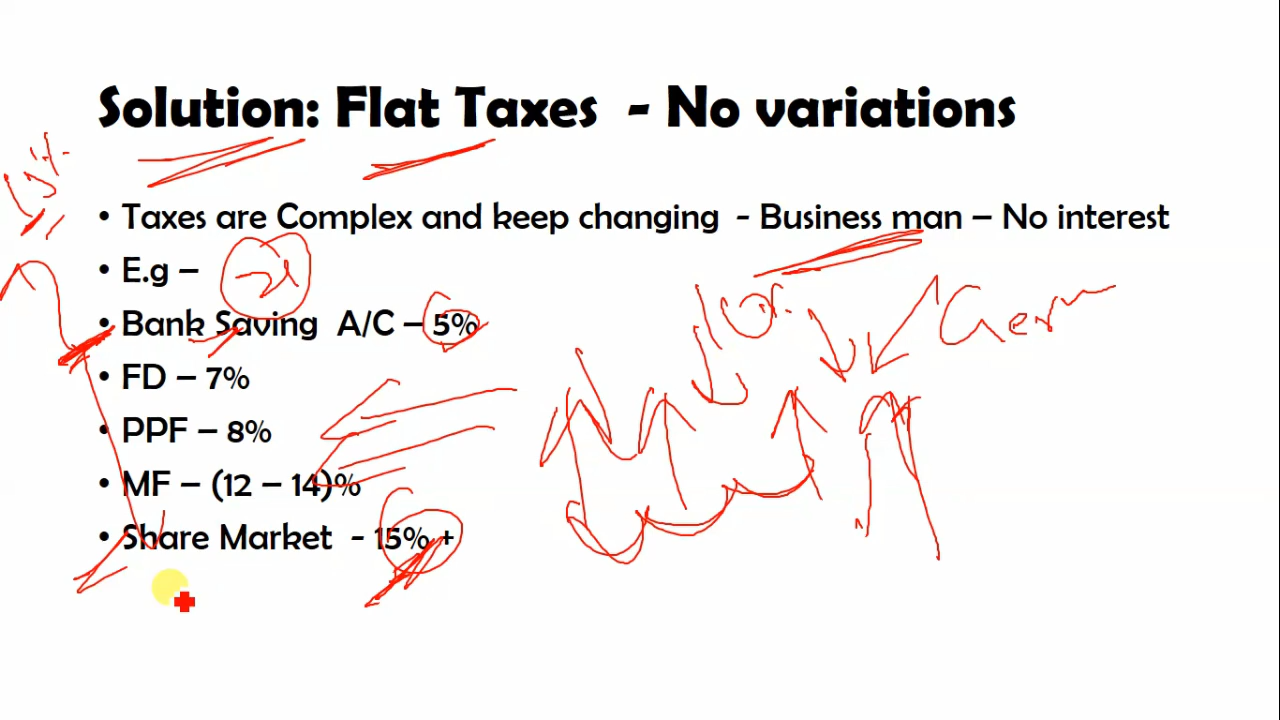 Solution: Flat Taxes - No variations
• Taxes are Complex and keep changing - Business man – No interest
• E.g –
• Bank Saving A/C – 5%
• FD – 7%
• PPF – 8%
• MF – (12 – 14)%
• Share Market - 15% +